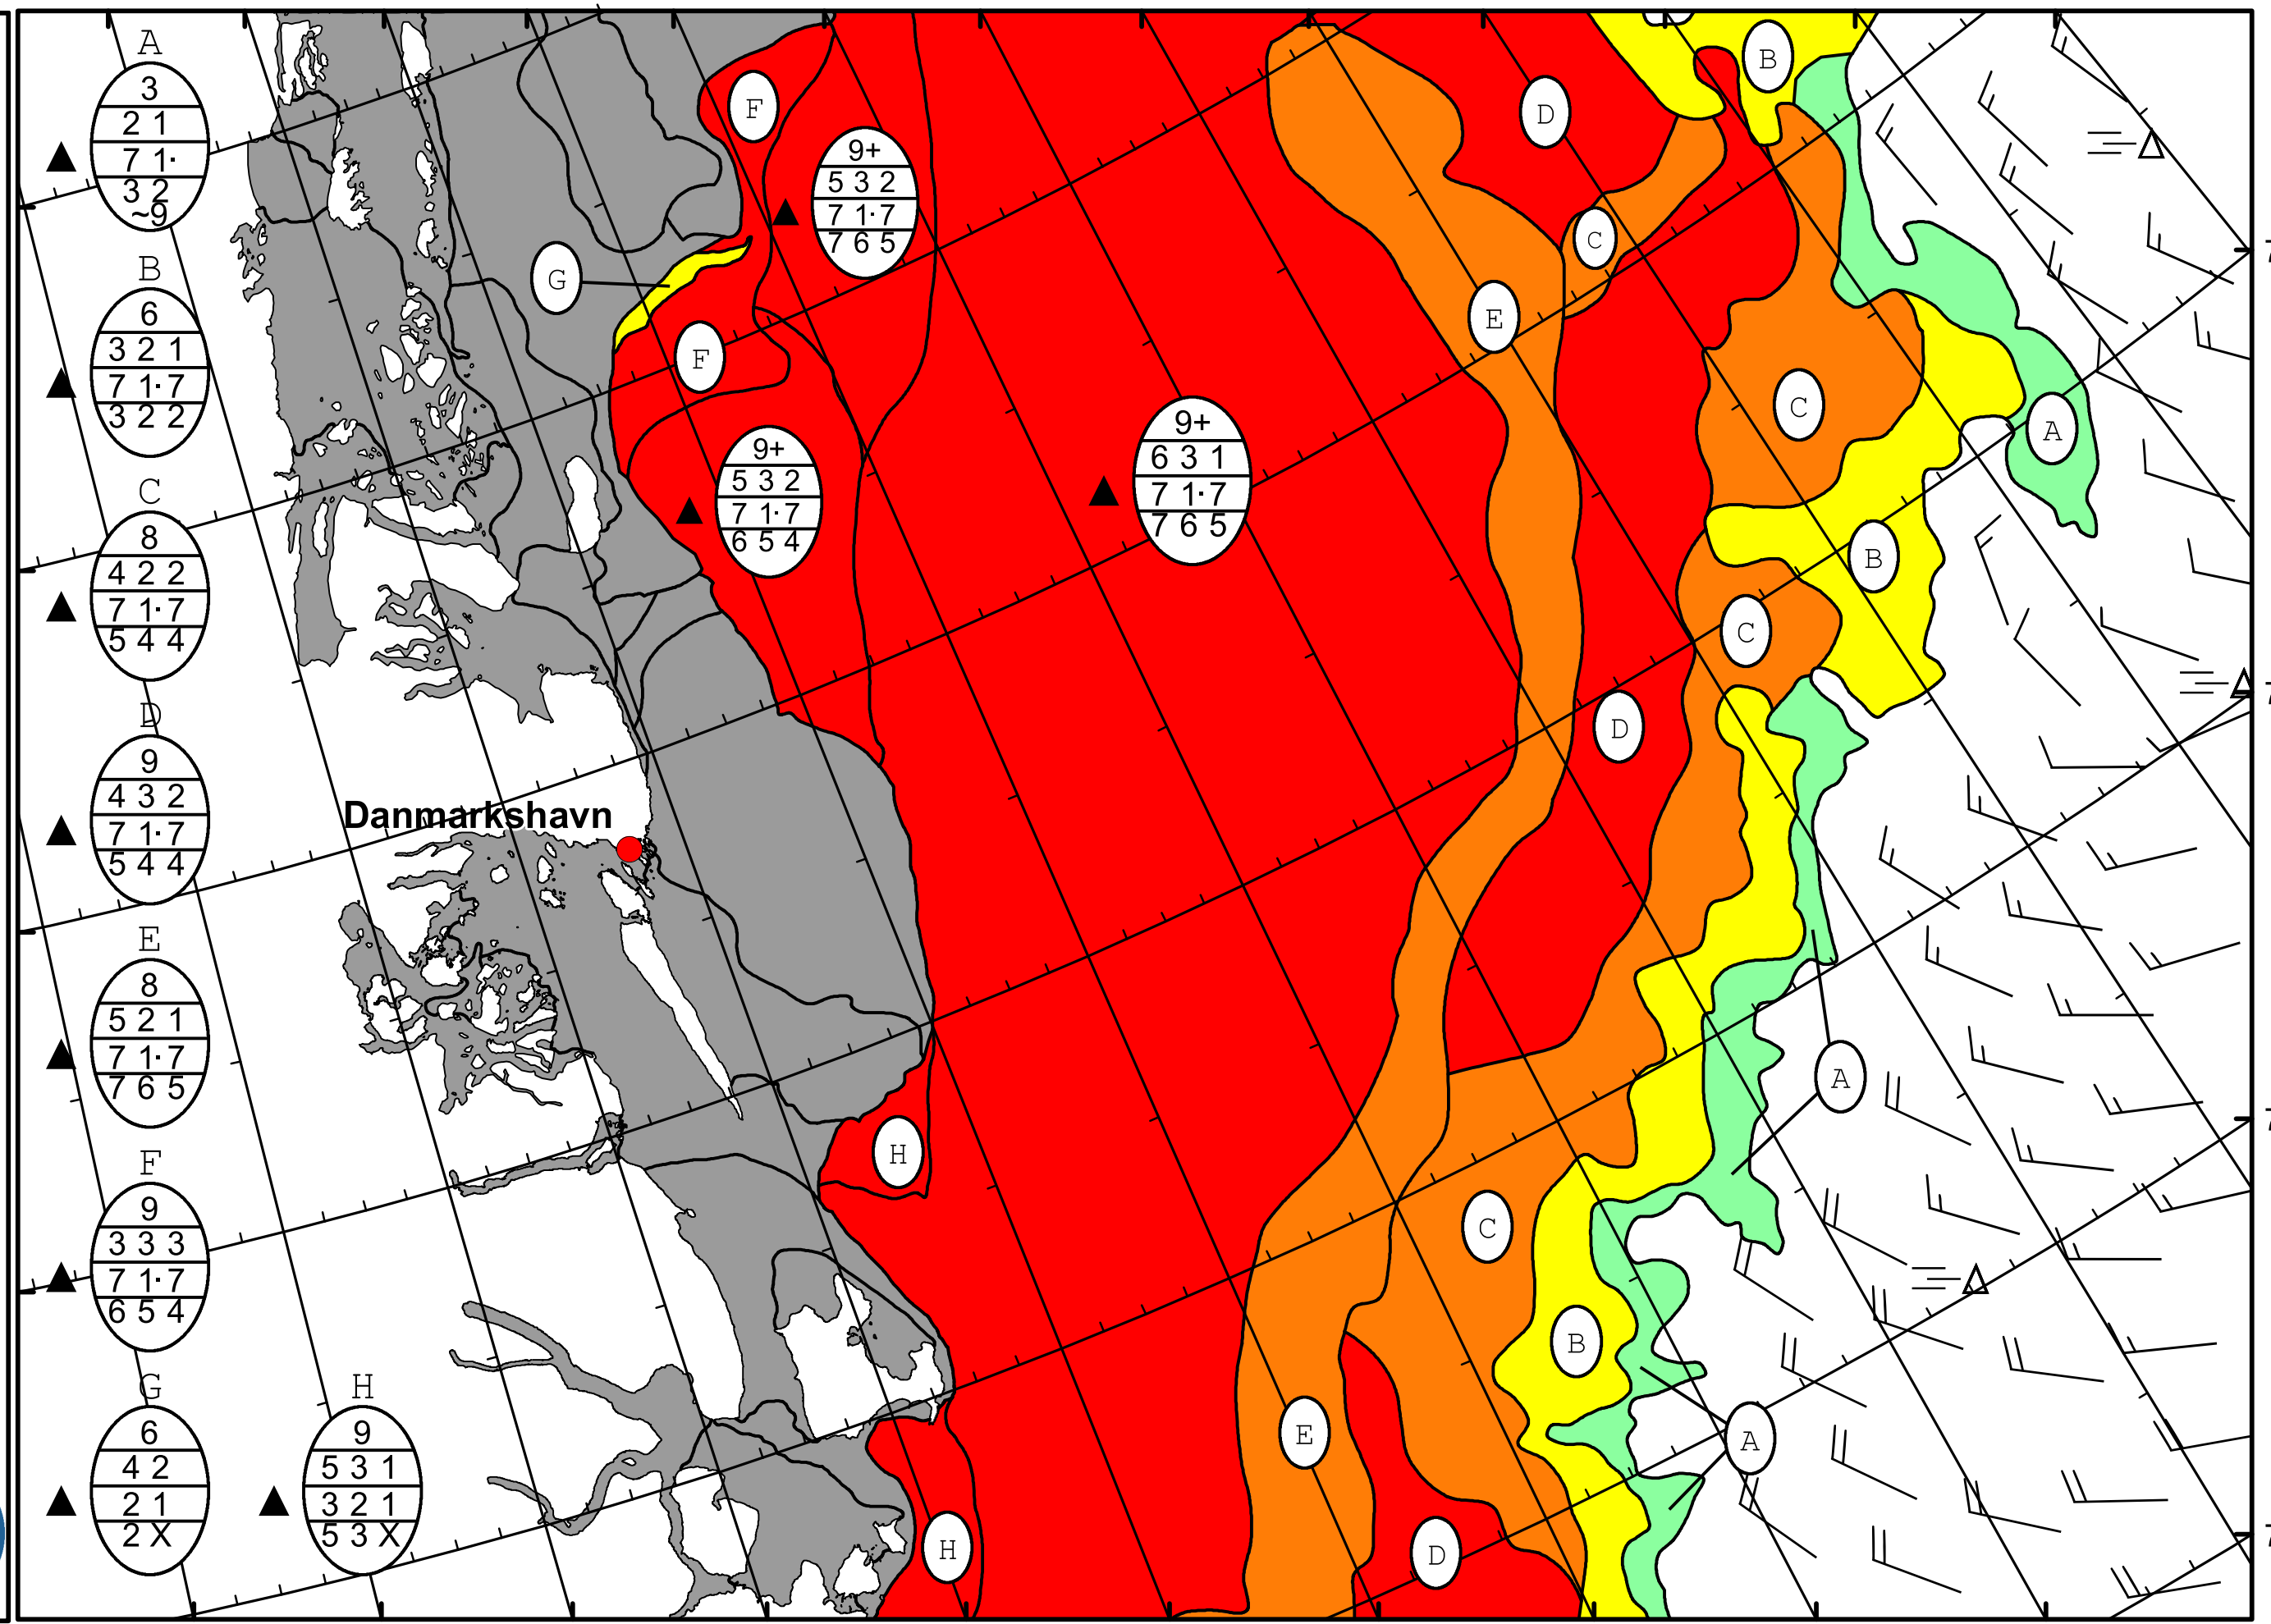 A
3
2 1
7 1·
3 2
~9
B
6
3 2 1
7 1·7
3 2 2
C
8
4 2 2
7 1·7
5 4 4
D
9
4 3 2
7 1·7
5 4 4
E
8
5 2 1
7 1·7
7 6 5
F
9
3 3 3
7 1·7
6 5 4
G
6
4 2
2 1
2 X
H
9
5 3 1
3 2 1
5 3 X
F
9+
5 3 2
7 1·7
7 6 5
G
F
9+
5 3 2
7 1·7
6 5 4
9+
6 3 1
7 1·7
7 6 5
Danmarkshavn
B
D
C
E
C
A
B
C
D
A
H
C
B
E
A
H
D